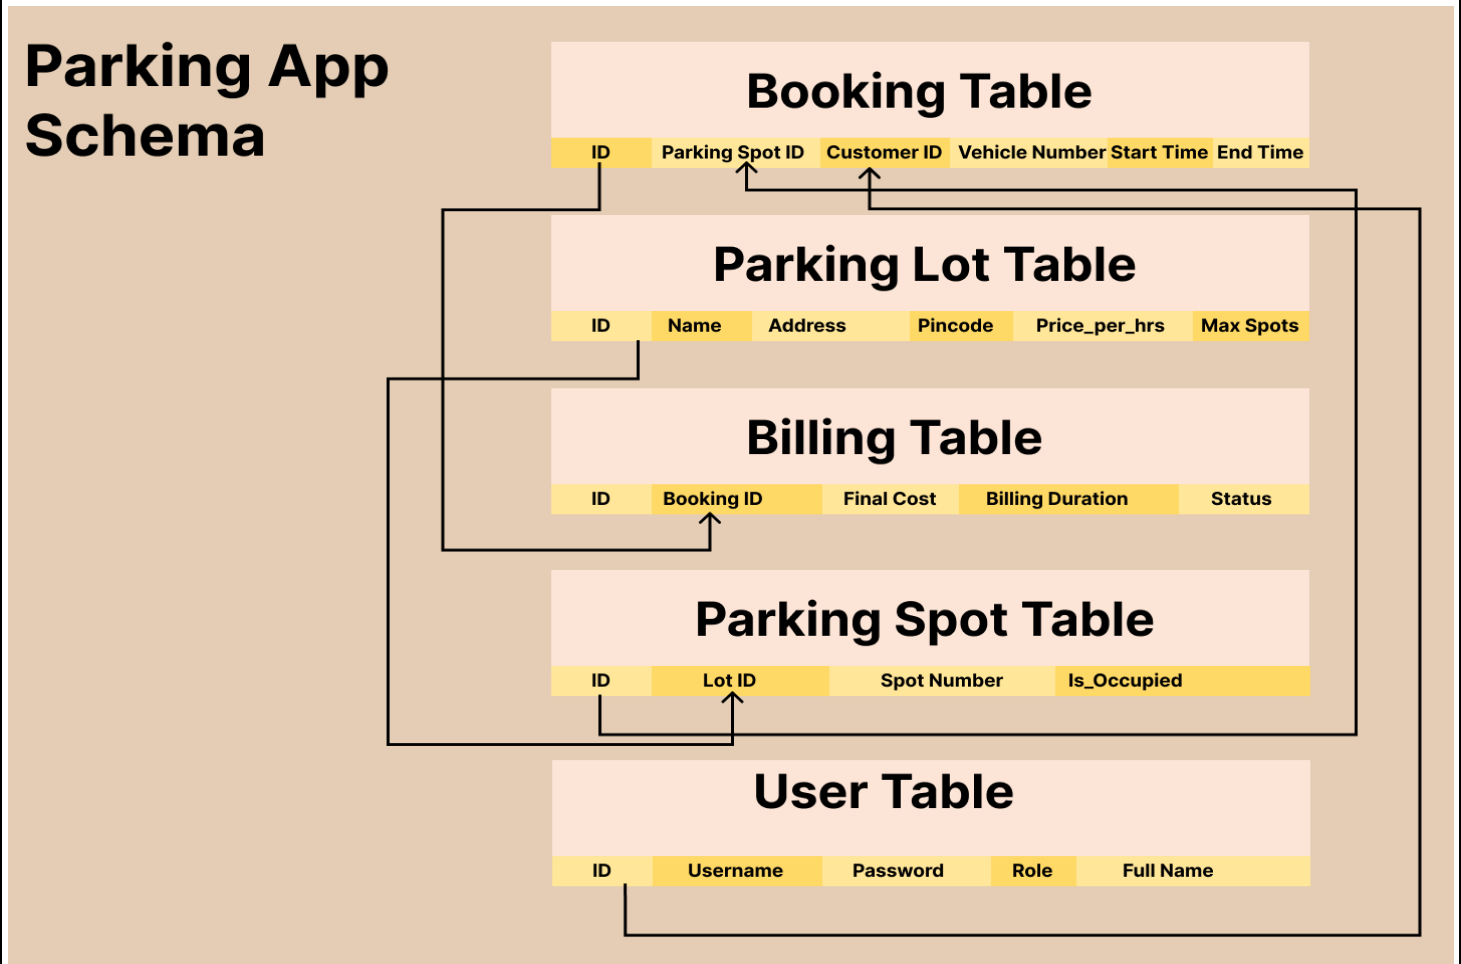 Parking App
Schema
Booking Table
ID Parking Spot ID Customer ID Vehicle Number Start Time End Time
Parking Lot Table
ID Name Address Pincode Price_per_hrs Max Spots
Billing Table
ID Booking ID Final Cost Billing Duration Status
Parking Spot Table
ID Lot ID Spot Number Is_Occupied
User Table
ID Username Password Role Full Name